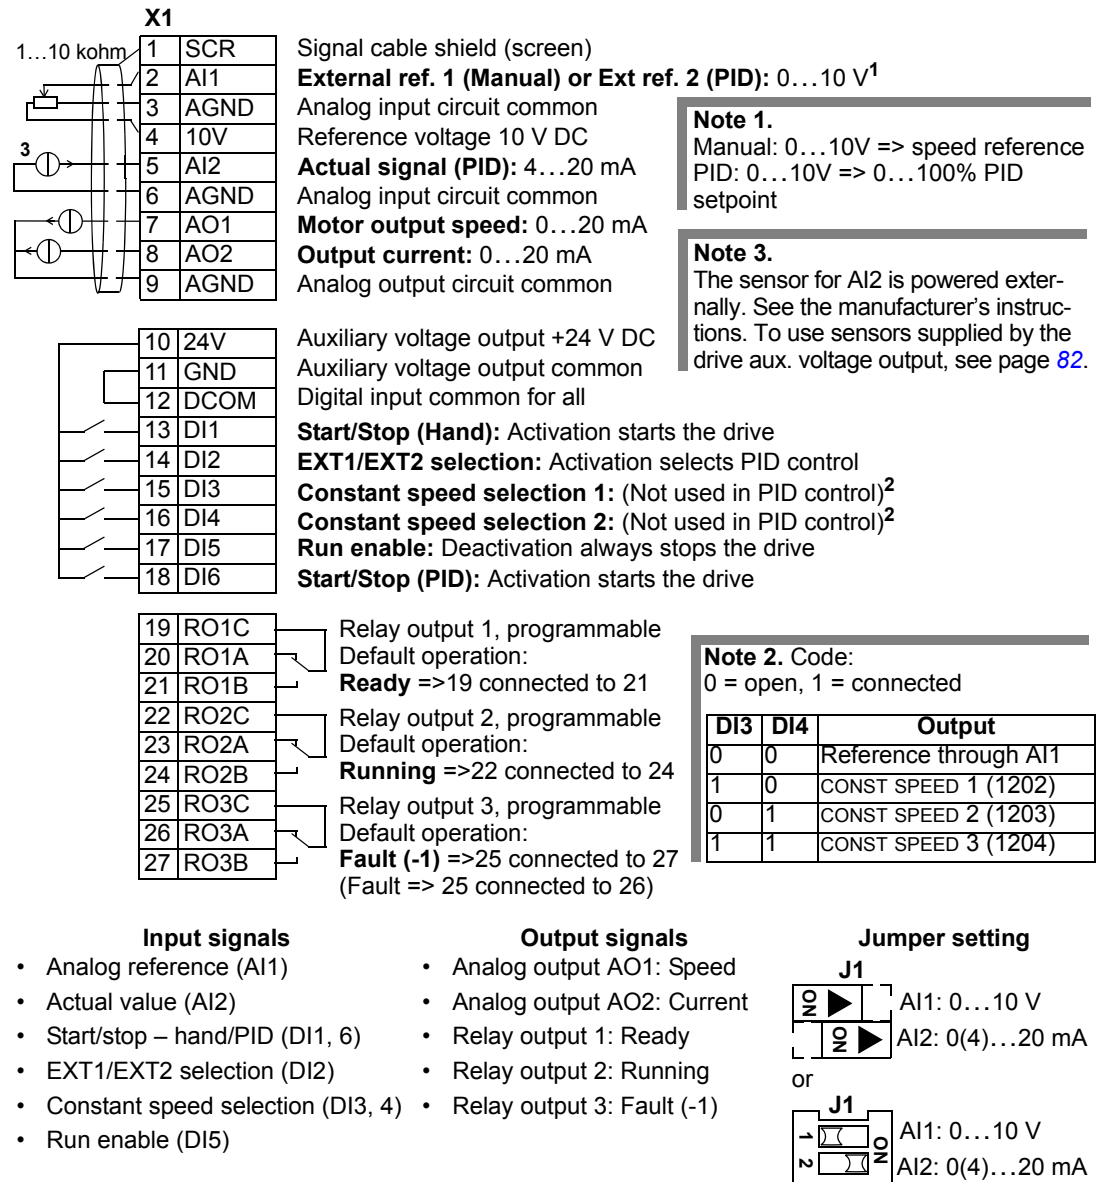 X1
1…10 kohm
1 SCR Signal cable shield (screen)
2 AI1 External ref. 1 (Manual) or Ext ref. 2 (PID): 0…10 V1
3 AGND Analog input circuit common
4 10V Reference voltage 10 V DC
3
5 AI2 Actual signal (PID): 4…20 mA
6 AGND Analog input circuit common
7 AO1 Motor output speed: 0…20 mA
8 AO2 Output current: 0…20 mA
9 AGND Analog output circuit common
Note 1.
Manual: 0…10V => speed reference
PID: 0…10V => 0…100% PID
setpoint
Note 3.
The sensor for AI2 is powered exter-
nally. See the manufacturer's instruc-
tions. To use sensors supplied by the
drive aux. voltage output, see page 82.
10 24V Auxiliary voltage output +24 V DC
11 GND Auxiliary voltage output common
12 DCOM Digital input common for all
13 DI1 Start/Stop (Hand): Activation starts the drive
14 DI2 EXT1/EXT2 selection: Activation selects PID control
15 DI3 Constant speed selection 1: (Not used in PID control)2
16 DI4 Constant speed selection 2: (Not used in PID control)2
17 DI5 Run enable: Deactivation always stops the drive
18 DI6 Start/Stop (PID): Activation starts the drive
19 RO1C Relay output 1, programmable
20 RO1A Default operation:
21 RO1B Ready =>19 connected to 21
22 RO2C Relay output 2, programmable
23 RO2A Default operation:
24 RO2B Running =>22 connected to 24
25 RO3C Relay output 3, programmable
26 RO3A Default operation:
27 RO3B Fault (-1) =>25 connected to 27
(Fault => 25 connected to 26)
Note 2. Code:
0 = open, 1 = connected
DI3 DI4 Output
0 0 Reference through AI1
1 0 CONST SPEED 1 (1202)
0 1 CONST SPEED 2 (1203)
1 1 CONST SPEED 3 (1204)
Input signals
• Analog reference (AI1)
• Actual value (AI2)
• Start/stop – hand/PID (DI1, 6)
• EXT1/EXT2 selection (DI2)
• Constant speed selection (DI3, 4)
• Run enable (DI5)
Output signals
• Analog output AO1: Speed
• Analog output AO2: Current
• Relay output 1: Ready
• Relay output 2: Running
• Relay output 3: Fault (-1)
Jumper setting
J1
ON AI1: 0…10 V
ON AI2: 0(4)…20 mA
or
J1
1 ON AI1: 0…10 V
2 AI2: 0(4)…20 mA